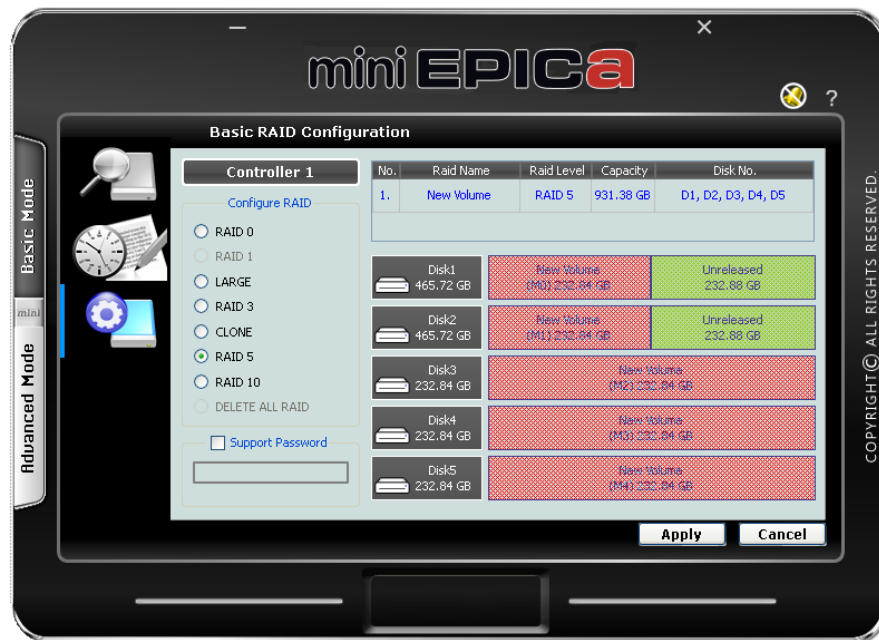 mini EPICa
?
Basic RAID Configuration
Basic Mode
mini
Advanced Mode
Controller 1
Configure RAID
RAID 0
RAID 1
LARGE
RAID 3
CLONE
RAID 5
RAID 10
DELETE ALL RAID
Support Password
No. Raid Name Raid Level Capacity Disk No.
1. New Volume RAID 5 931.38 GB D1, D2, D3, D4, D5
Disk1 New Volume Unreleased
465.72 GB (M0) 232.84 GB 232.88 GB
Disk2 New Volume Unreleased
465.72 GB (M1) 232.84 GB 232.88 GB
Disk3 New Volume
232.84 GB (M2) 232.84 GB
Disk4 New Volume
232.84 GB (M3) 232.84 GB
Disk5 New Volume
232.84 GB (M4) 232.84 GB
Apply Cancel
COPYRIGHT© ALL RIGHTS RESERVED.